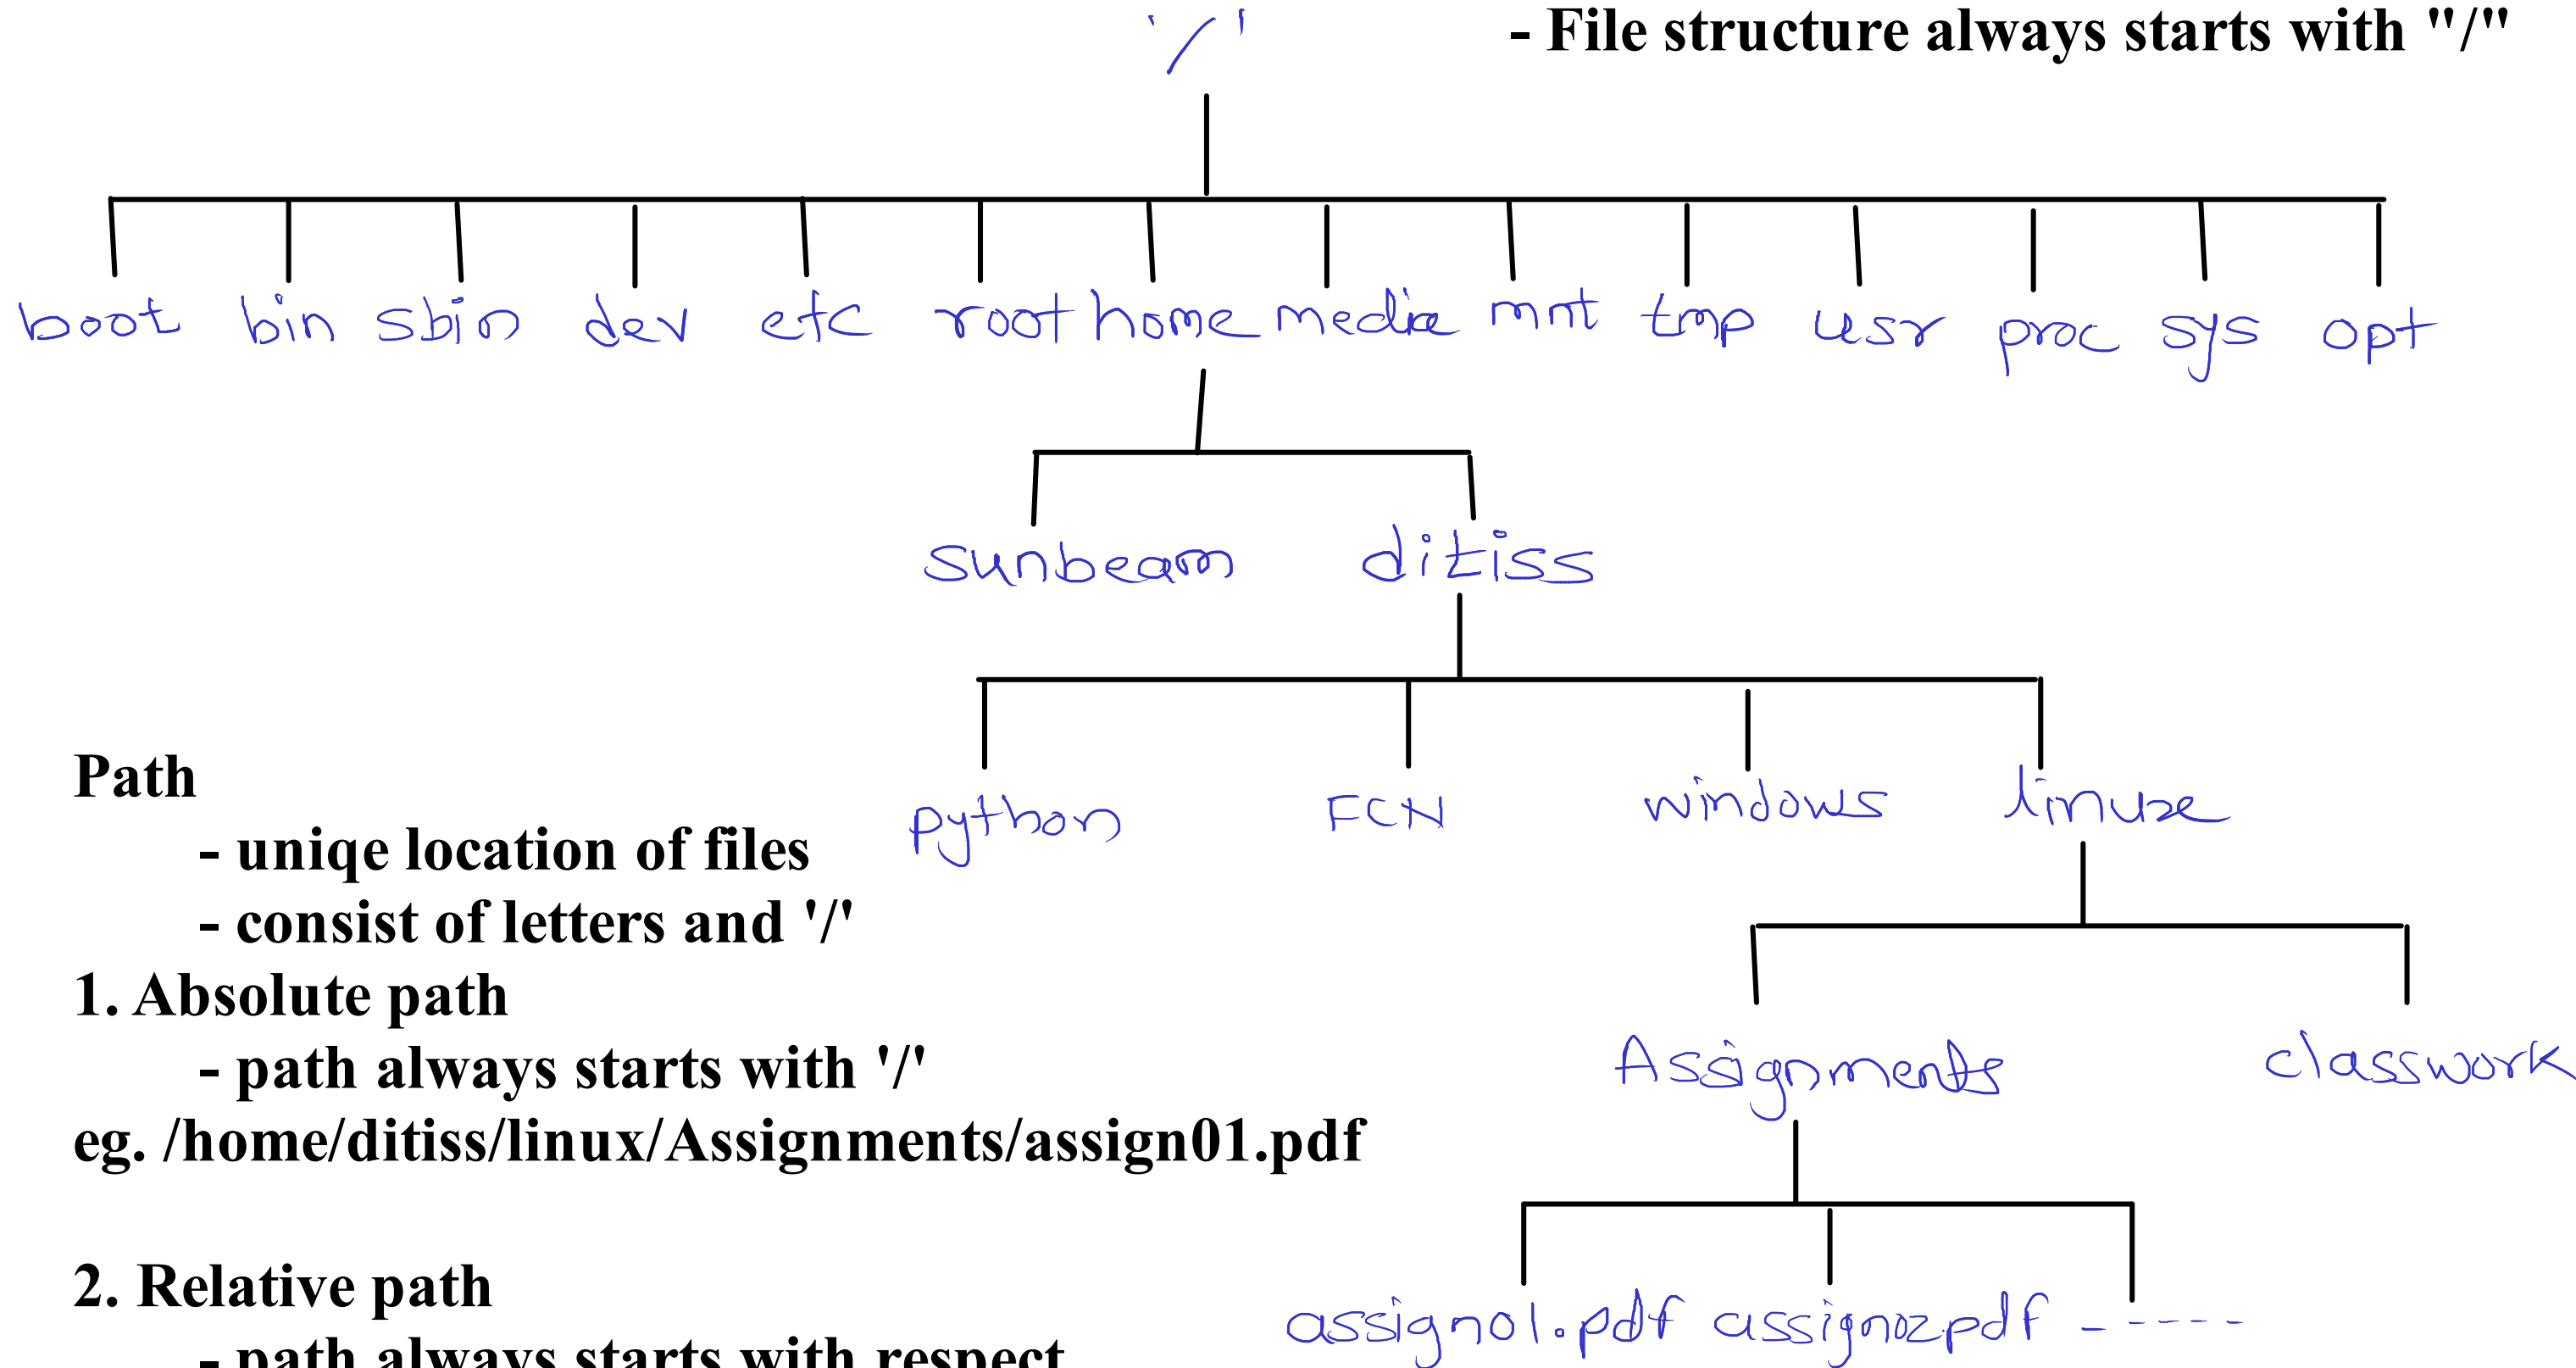 '/'
- File structure always starts with "/"
boot bin sbin dev etc root home media mnt tmp usr proc sys opt
sunbeam ditiss
python FCN windows linux
Path
- uniqe location of files
- consist of letters and '/'
1. Absolute path
- path always starts with '/'
eg. /home/ditiss/linux/Assignments/assign01.pdf
Assignments classwork
2. Relative path
assign01.pdf assign02.pdf -----
- path always starts with respect